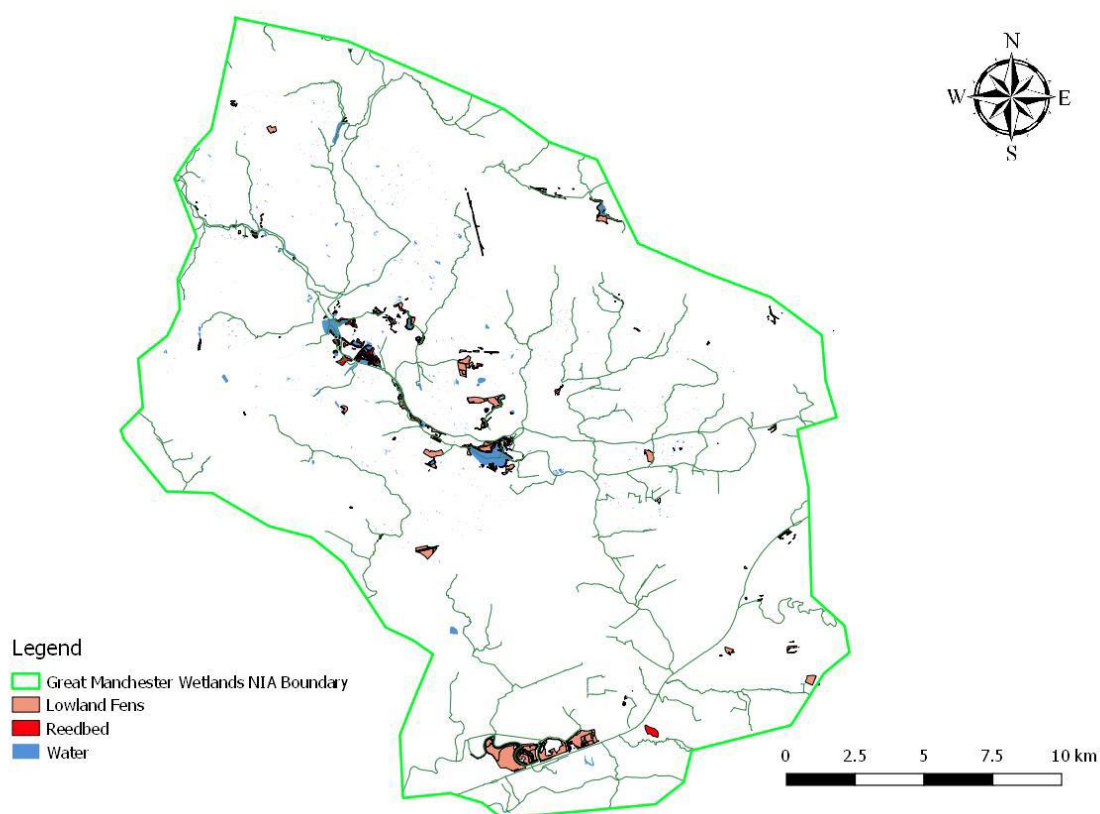 N
W E
S
Legend
Great Manchester Wetlands NIA Boundary
Lowland Fens
Reedbed
Water
0 2.5 5 7.5 10 km